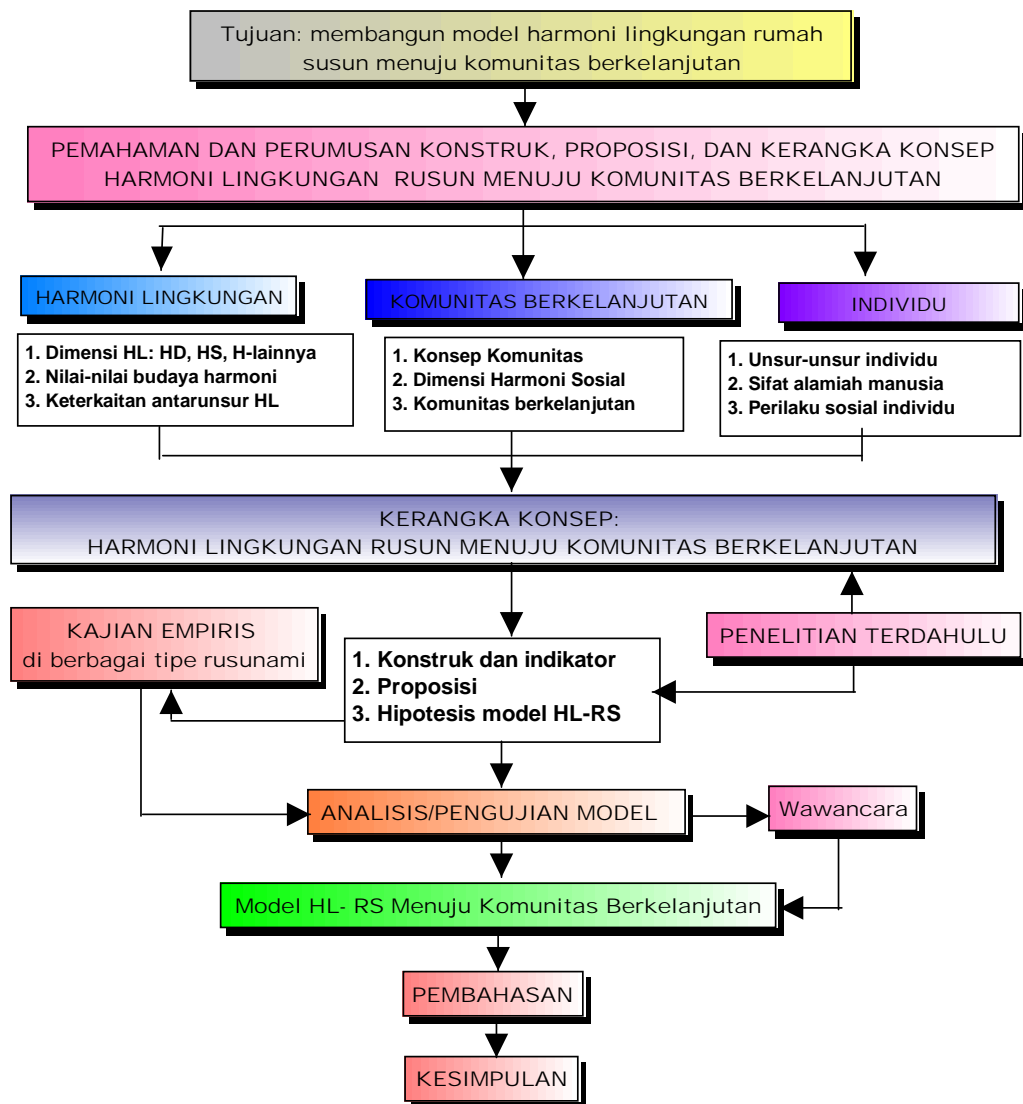 Tujuan: membangun model harmoni lingkungan rumah
susun menuju komunitas berkelanjutan
PEMAHAMAN DAN PERUMUSAN KONSTRUK, PROPOSISI, DAN KERANGKA KONSEP
HARMONI LINGKUNGAN RUSUN MENUJU KOMUNITAS BERKELANJUTAN
HARMONI LINGKUNGAN
1. Dimensi HL: HD, HS, H-lainnya
2. Nilai-nilai budaya harmoni
3. Keterkaitan antarunsur HL
KOMUNITAS BERKELANJUTAN
1. Konsep Komunitas
2. Dimensi Harmoni Sosial
3. Komunitas berkelanjutan
INDIVIDU
1. Unsur-unsur individu
2. Sifat alamiah manusia
3. Perilaku sosial individu
KERANGKA KONSEP:
HARMONI LINGKUNGAN RUSUN MENUJU KOMUNITAS BERKELANJUTAN
KAJIAN EMPIRIS
di berbagai tipe rusunami
PENELITIAN TERDAHULU
1. Konstruk dan indikator
2. Proposisi
3. Hipotesis model HL-RS
ANALISIS/PENGUJIAN MODEL
Wawancara
Model HL- RS Menuju Komunitas Berkelanjutan
PEMBAHASAN
KESIMPULAN